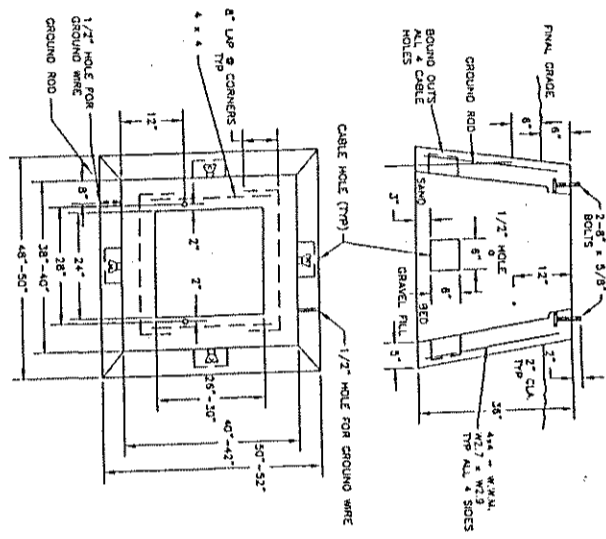 1/2" HOLE FOR
GROUND WIRE
GROUND ROD
8" LAP @ CORNERS
TYP
4 x 4
12"
CABLE HOLE (TYP)
8"
2"
2"
24"
28"
38"-40"
48"-50"
26"-30"
40"-42"
50"-52"
1/2" HOLE FOR GROUND WIRE
FINAL GRADE
GROUND ROD
BOUND OUTS
ALL 4 CABLE
HOLES
6"
6"
2-8" x 5/8"
BOLTS
3"
SAND
BED
1/2" HOLE
6"
6"
12"
GRAVEL FILL
5"
2"
2" CLR.
TYP
36"
4x4 - W.W.M.
W2.7 x W2.9
TYP ALL 4 SIDES